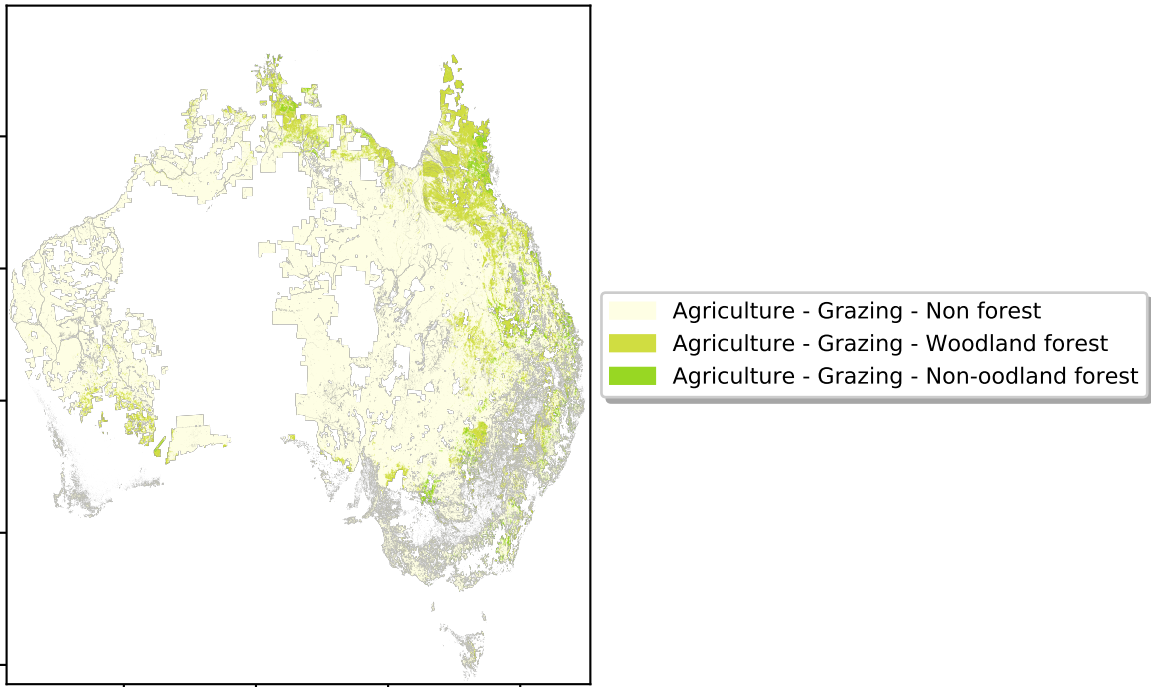 Agriculture - Grazing - Non forest
Agriculture - Grazing - Woodland forest
Agriculture - Grazing - Non-oodland forest